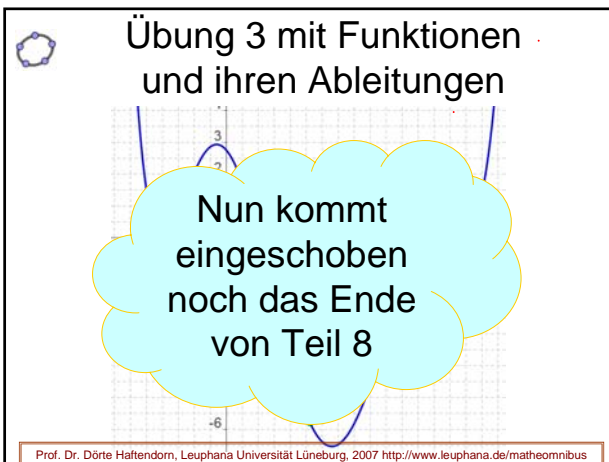 Übung 3 mit Funktionen
und ihren Ableitungen
3
2
Nun kommt
eingeschoben
noch das Ende
von Teil 8
-6
Prof. Dr. Dörte Haftendorn, Leuphana Universität Lüneburg, 2007 http://www.leuphana.de/matheomnibus